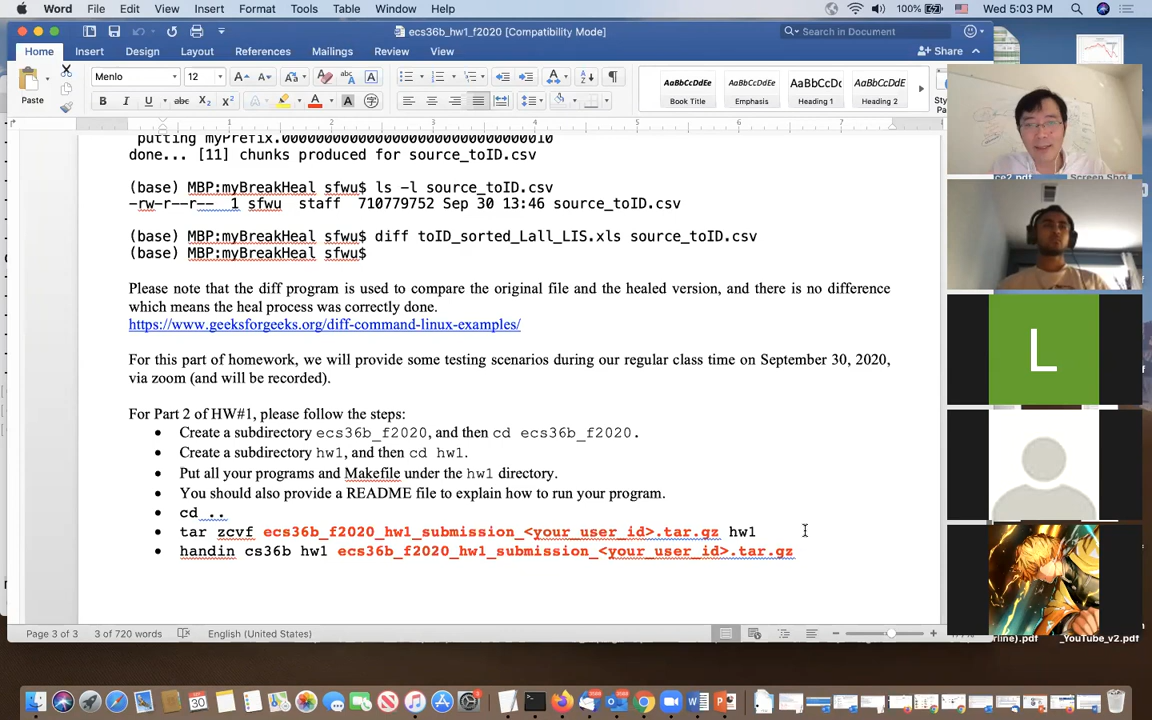 Word File Edit View Insert Format Tools Table Window Help 100% Wed 5:03 PM
ecs36b_hw1_f2020 [Compatibility Mode] Search in Document
Home Insert Design Layout References Mailings Review View Share
Menlo 12 AaBbCcDdE AaBbCcDdE AaBbCcDc AaBbCcDdE
Paste Book Title Emphasis Heading 1 Heading 2
done... [11] chunks produced for source_toID.csv
(base) MBP:myBreakHeal sfwu$ ls -l source_toID.csv
-rw-r--r-- 1 sfwu staff 710779752 Sep 30 13:46 source_toID.csv
(base) MBP:myBreakHeal sfwu$ diff toID_sorted_Lall_LIS.xls source_toID.csv
(base) MBP:myBreakHeal sfwu$
Please note that the diff program is used to compare the original file and the healed version, and there is no difference
which means the heal process was correctly done.
https://www.geeksforgeeks.org/diff-command-linux-examples/
For this part of homework, we will provide some testing scenarios during our regular class time on September 30, 2020,
via zoom (and will be recorded).
For Part 2 of HW#1, please follow the steps:
• Create a subdirectory ecs36b_f2020, and then cd ecs36b_f2020.
• Create a subdirectory hw1, and then cd hw1.
• Put all your programs and Makefile under the hw1 directory.
• You should also provide a README file to explain how to run your program.
• cd ..
• tar zcvf ecs36b_f2020_hw1_submission_<your_user_id>.tar.gz hw1
• handin cs36b hw1 ecs36b_f2020_hw1_submission_<your_user_id>.tar.gz
L
Page 3 of 3 3 of 720 words English (United States)
_YouTube_v2.pdf